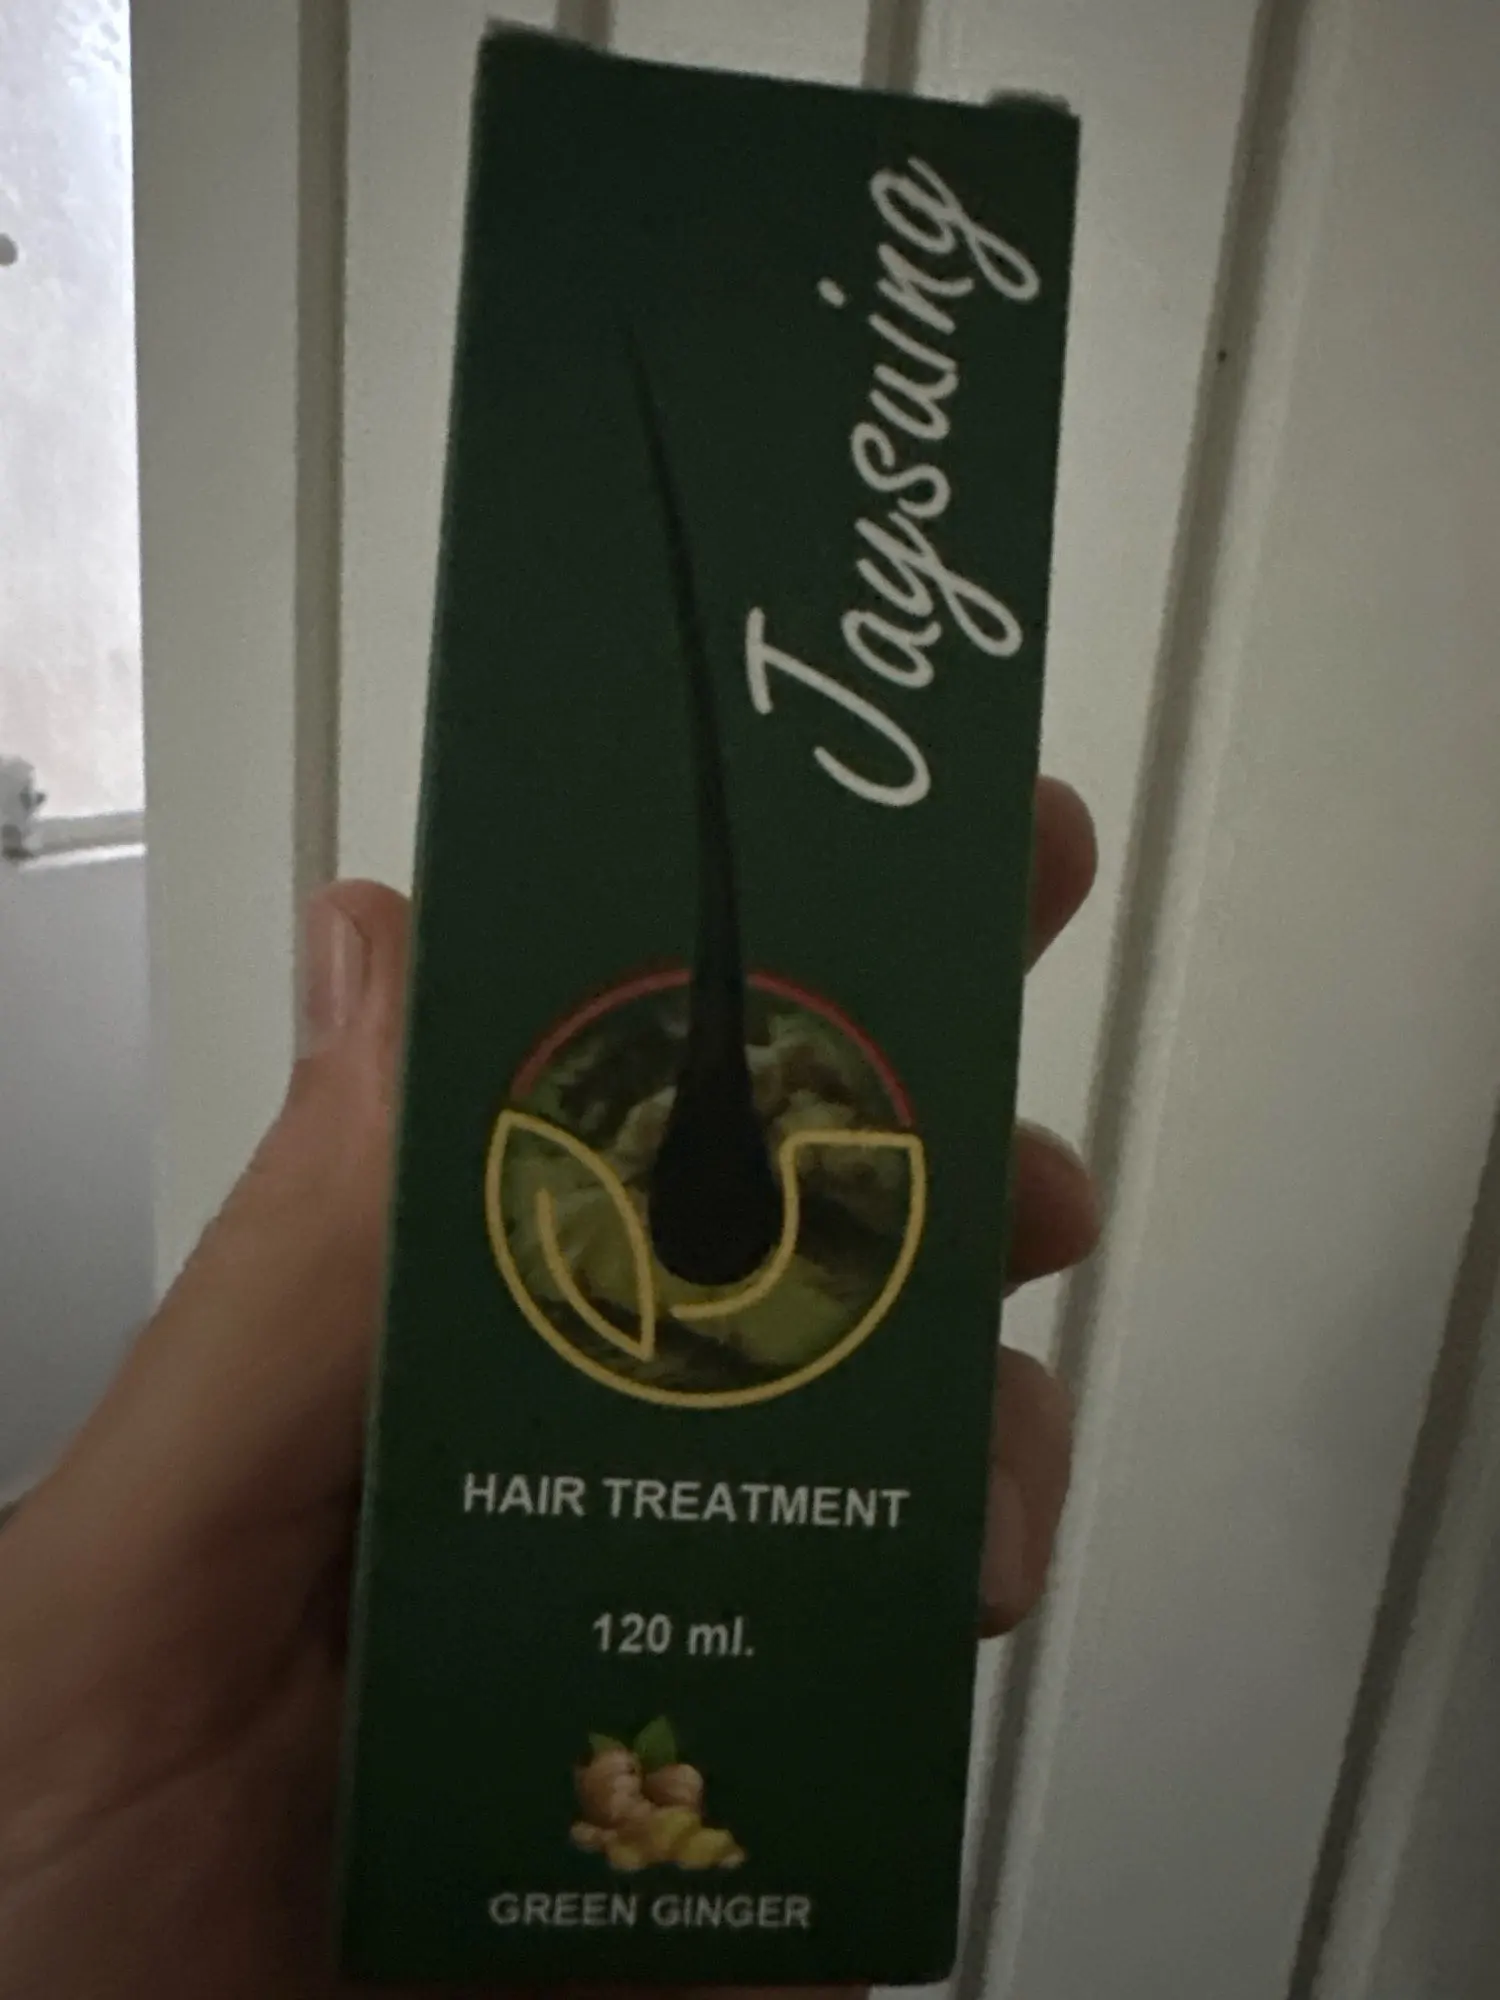 Jaysuing
HAIR TREATMENT
120 ml.
GREEN GINGER